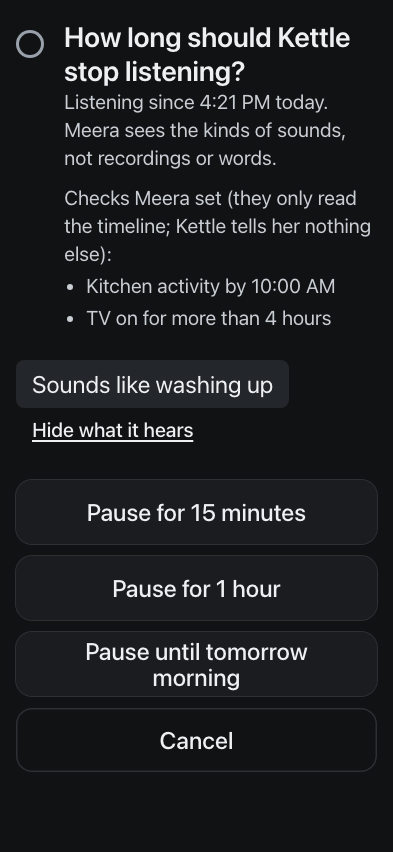 How long should Kettle
stop listening?
Listening since 4:21 PM today.
Meera sees the kinds of sounds,
not recordings or words.
Checks Meera set (they only read
the timeline; Kettle tells her nothing
else):
• Kitchen activity by 10:00 AM
• TV on for more than 4 hours
Sounds like washing up
Hide what it hears
Pause for 15 minutes
Pause for 1 hour
Pause until tomorrow
morning
Cancel